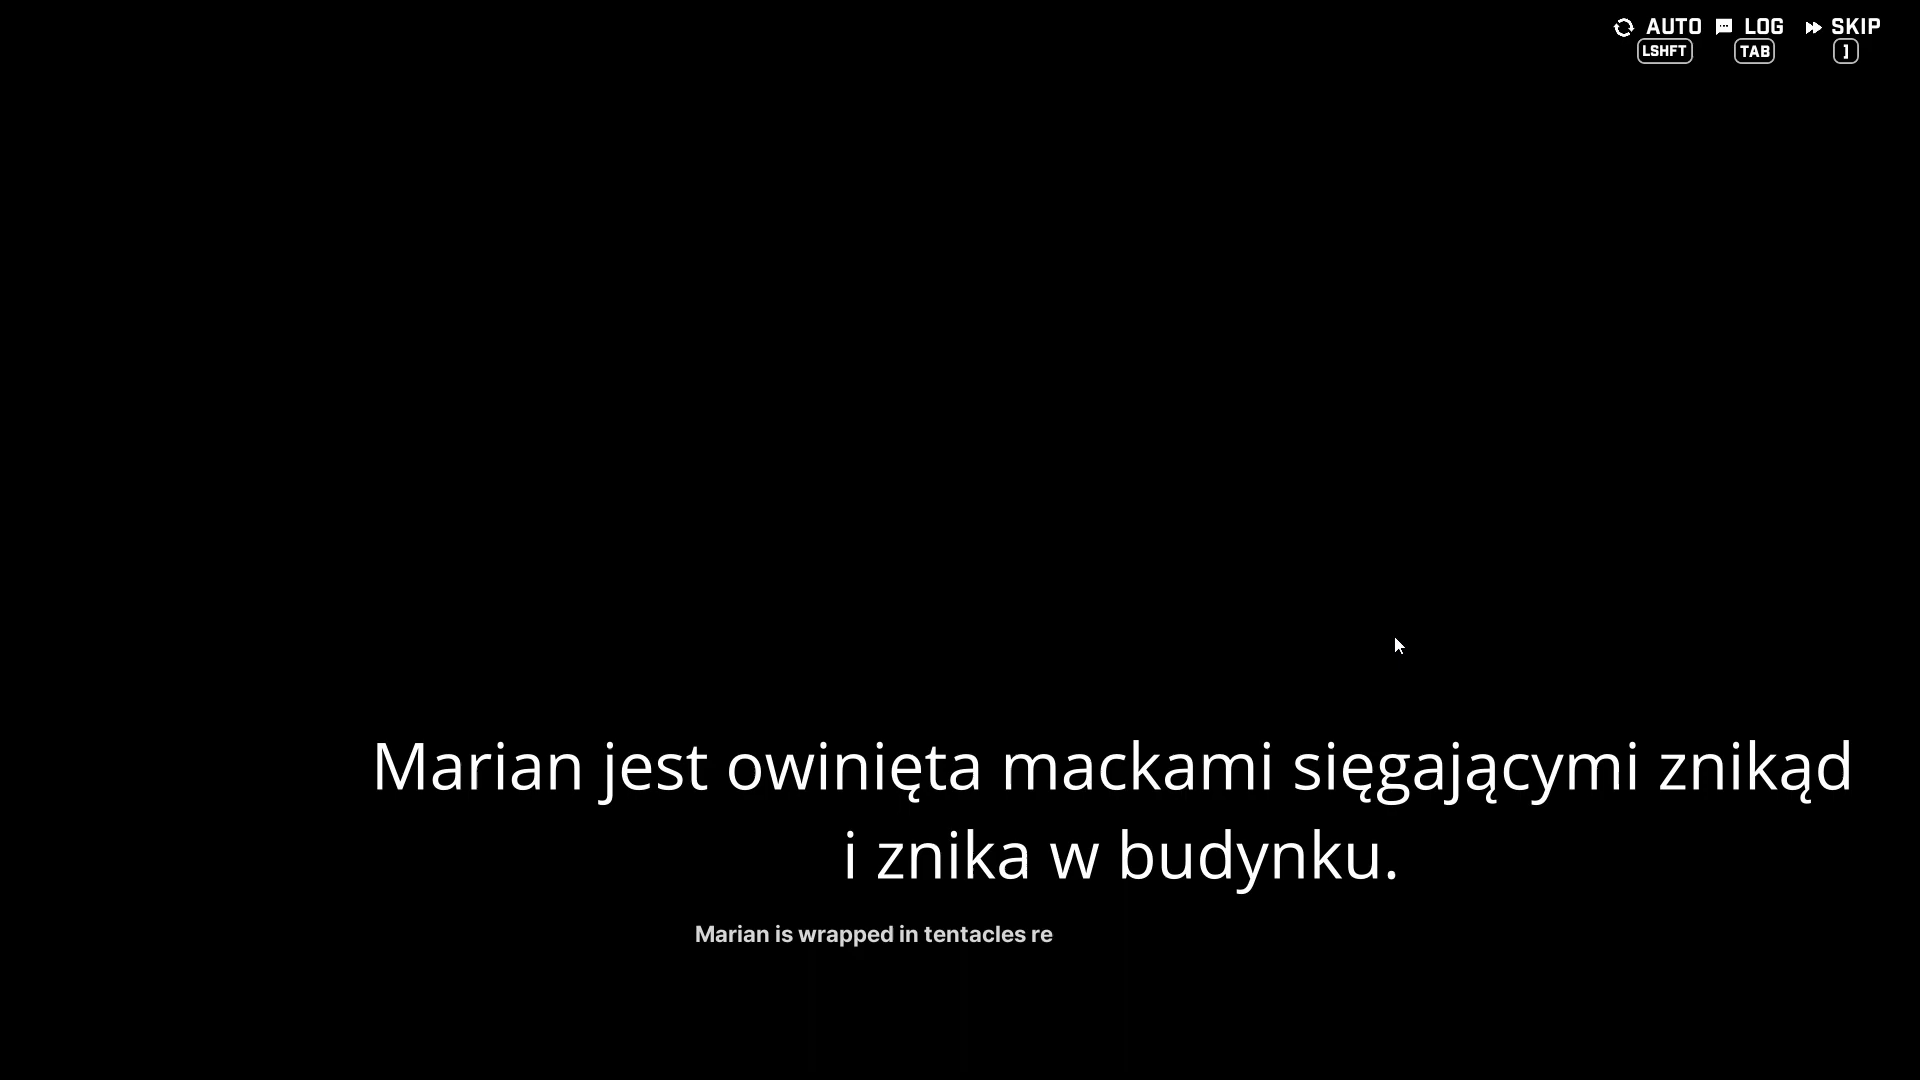 AUTO LOG SKIP
LSHFT TAB ]
Marian jest owinięta mackami sięgającymi znikąd
i znika w budynku.
Marian is wrapped in tentacles re